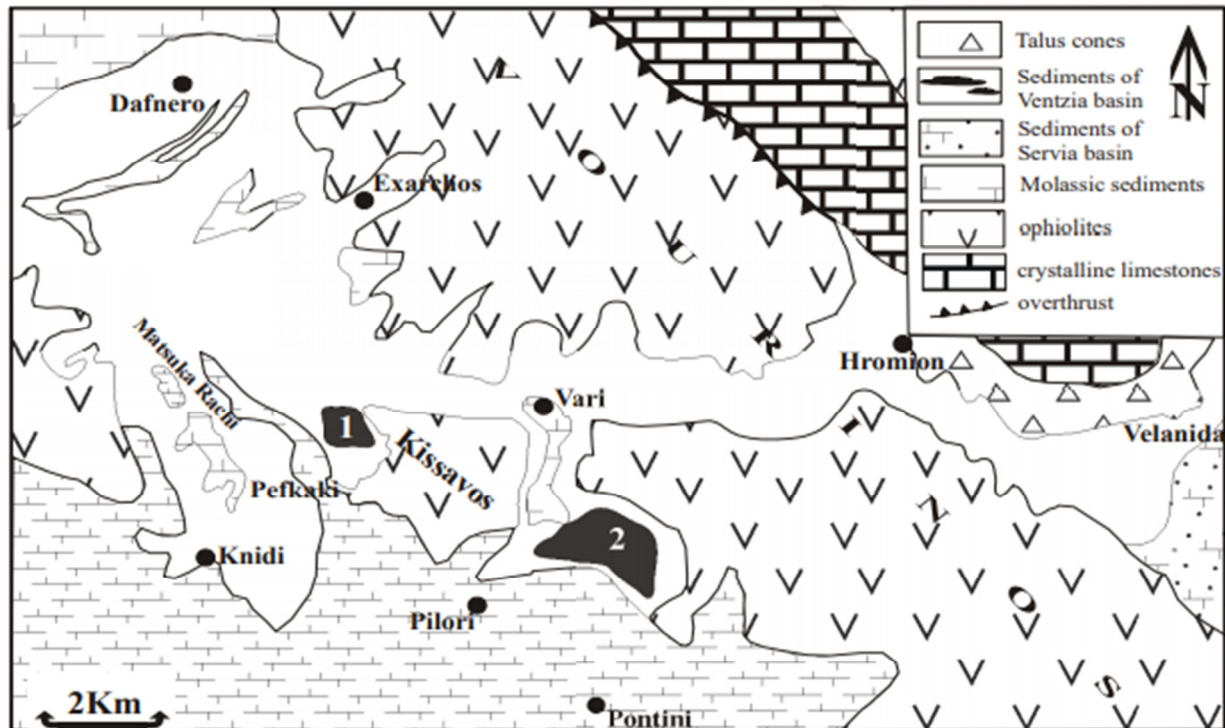 Talus cones
Sediments of
Ventzia basin
Sediments of
Servia basin
Molassic sediments
ophiolites
crystalline limestones
overthrust
N
Dafnero
Exarchos
V O U R I N O S
Hromion
Velanida
Matsuka Rachi
Vari
1
Kissavos
Pefkaki
2
Knidi
Pilori
2Km
Pontini